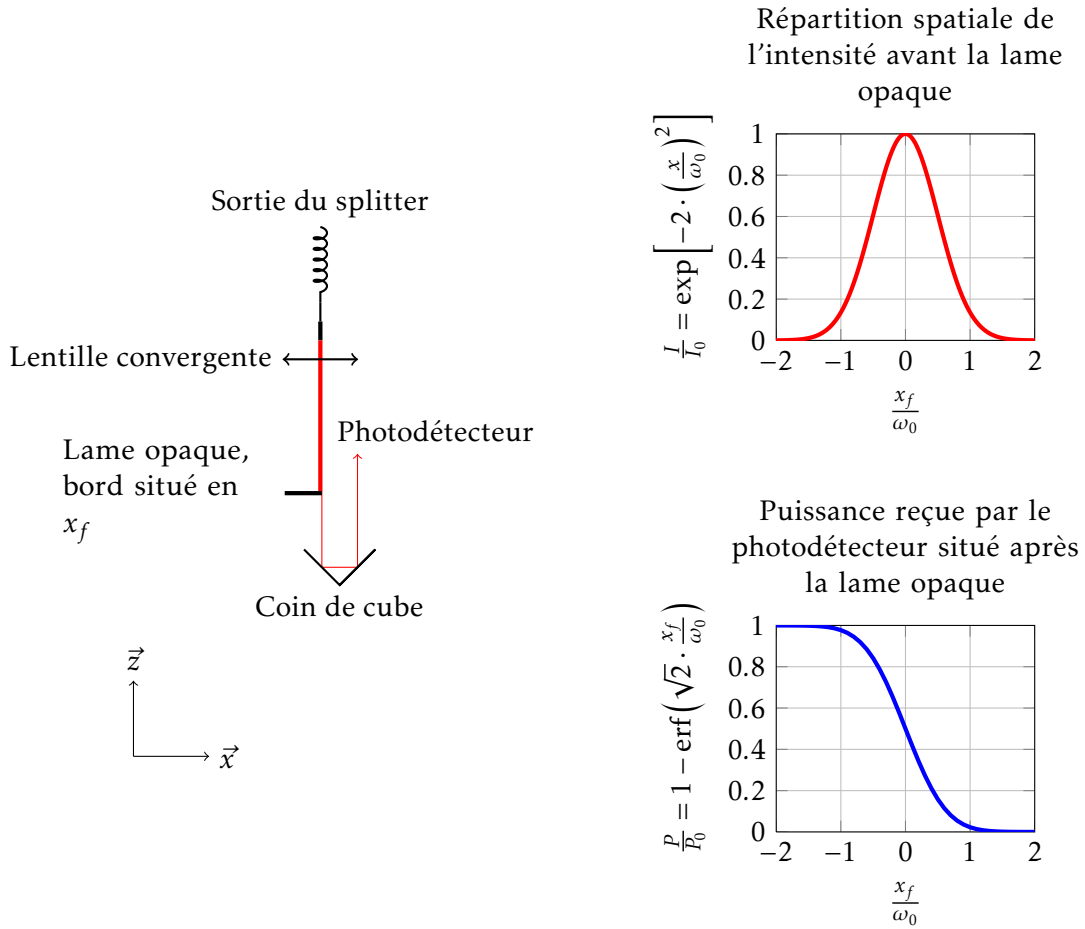 Sortie du splitter
Lentille convergente
Photodétecteur
Lame opaque,
bord situé en
x_f
Coin de cube
z⃗
x⃗
Répartition spatiale de
l'intensité avant la lame
opaque
I/I_0 = exp[−2 · (x/ω_0)^2]
1
0.8
0.6
0.4
0.2
0
−2 −1 0 1 2
x_f/ω_0
Puissance reçue par le
photodétecteur situé après
la lame opaque
P/P_0 = 1 − erf(√2 · x_f/ω_0)
1
0.8
0.6
0.4
0.2
0
−2 −1 0 1 2
x_f/ω_0